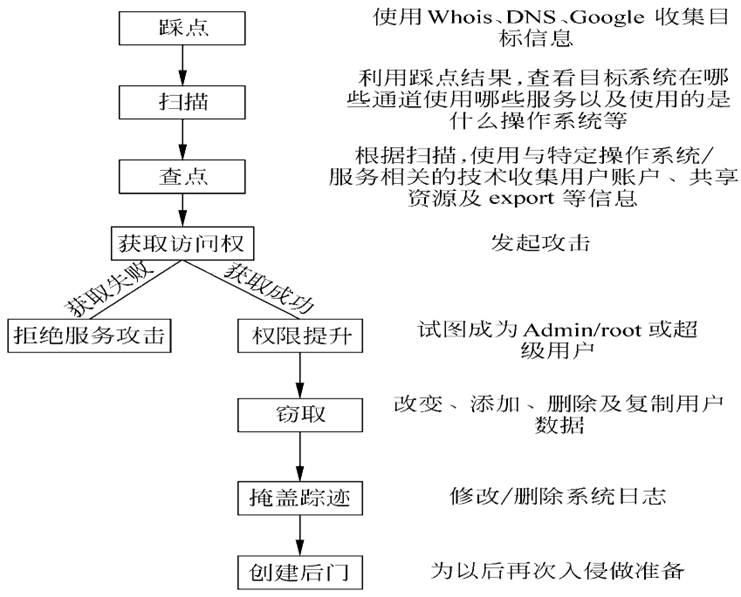 踩点
使用 Whois、DNS、Google 收集目
标信息
扫描
利用踩点结果,查看目标系统在哪
些通道使用哪些服务以及使用的是
什么操作系统等
查点
根据扫描,使用与特定操作系统/
服务相关的技术收集用户账户、共享
资源及 export 等信息
获取访问权
发起攻击
获取失败
获取成功
拒绝服务攻击
权限提升
试图成为 Admin/root 或超
级用户
窃取
改变、添加、删除及复制用户
数据
掩盖踪迹
修改/删除系统日志
创建后门
为以后再次入侵做准备